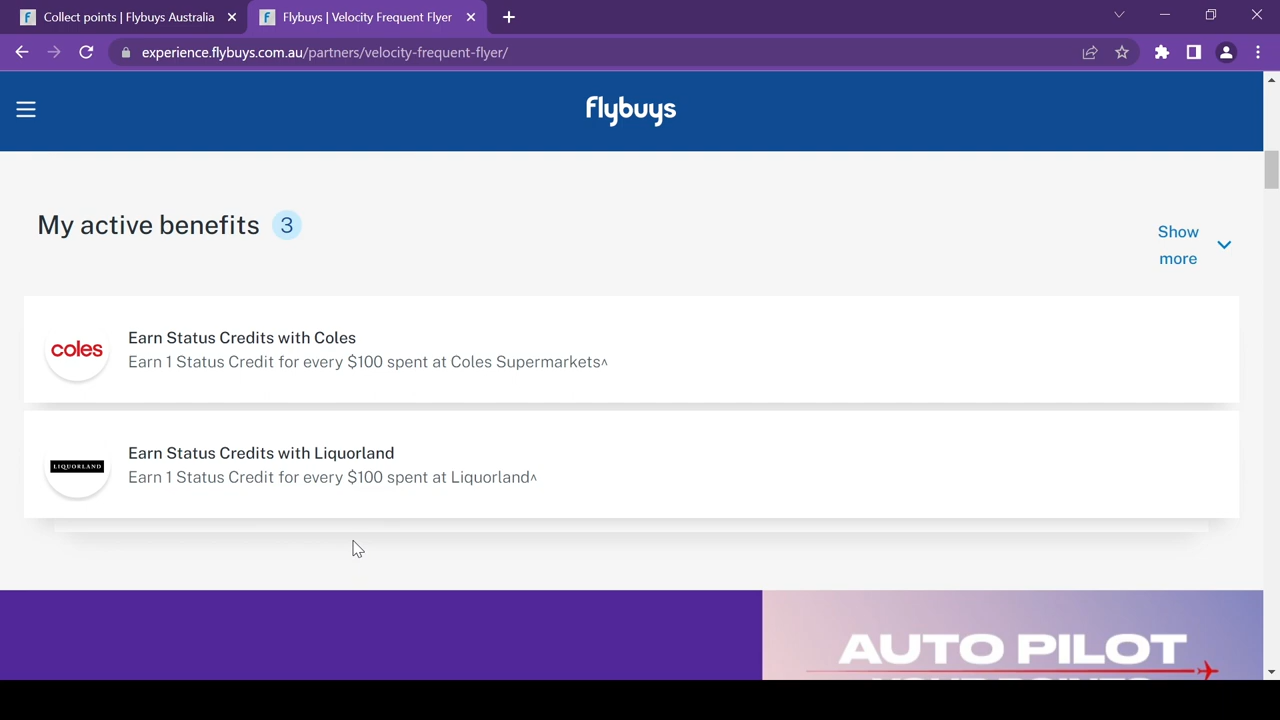 Collect points | Flybuys Australia
Flybuys | Velocity Frequent Flyer
experience.flybuys.com.au/partners/velocity-frequent-flyer/
flybuys
My active benefits 3
Show
more
coles
Earn Status Credits with Coles
Earn 1 Status Credit for every $100 spent at Coles Supermarkets^
LIQUORLAND
Earn Status Credits with Liquorland
Earn 1 Status Credit for every $100 spent at Liquorland^
AUTO PILOT
YOUR POINTS